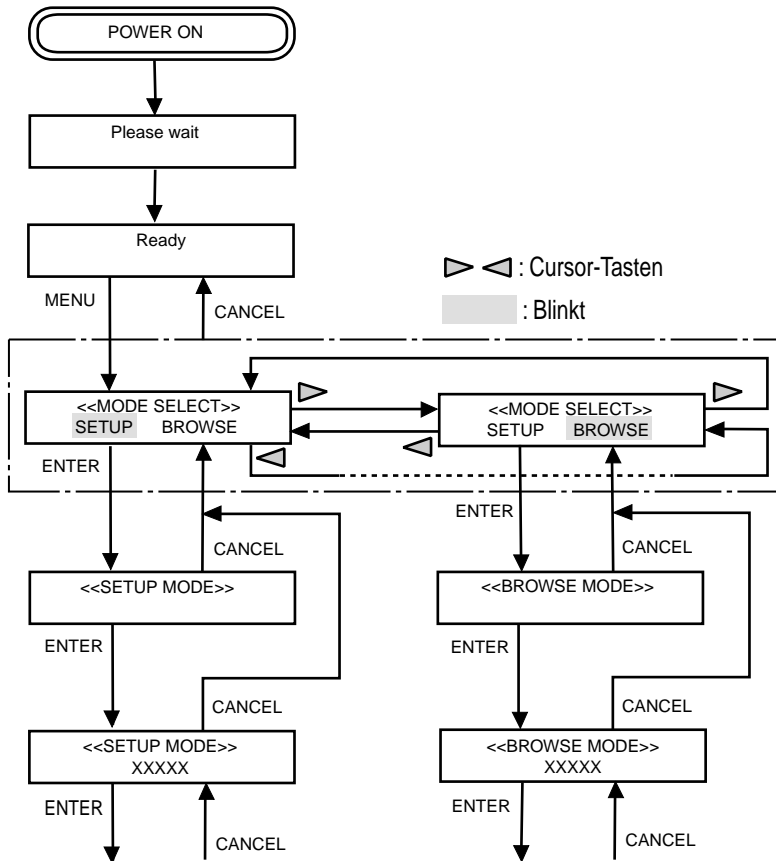 POWER ON
Please wait
Ready
: Cursor-Tasten
MENU
CANCEL
: Blinkt
<<MODE SELECT>>
SETUP BROWSE
<<MODE SELECT>>
SETUP BROWSE
ENTER
ENTER
CANCEL
CANCEL
<<SETUP MODE>>
<<BROWSE MODE>>
ENTER
ENTER
CANCEL
CANCEL
<<SETUP MODE>>
XXXXX
<<BROWSE MODE>>
XXXXX
ENTER
ENTER
CANCEL
CANCEL